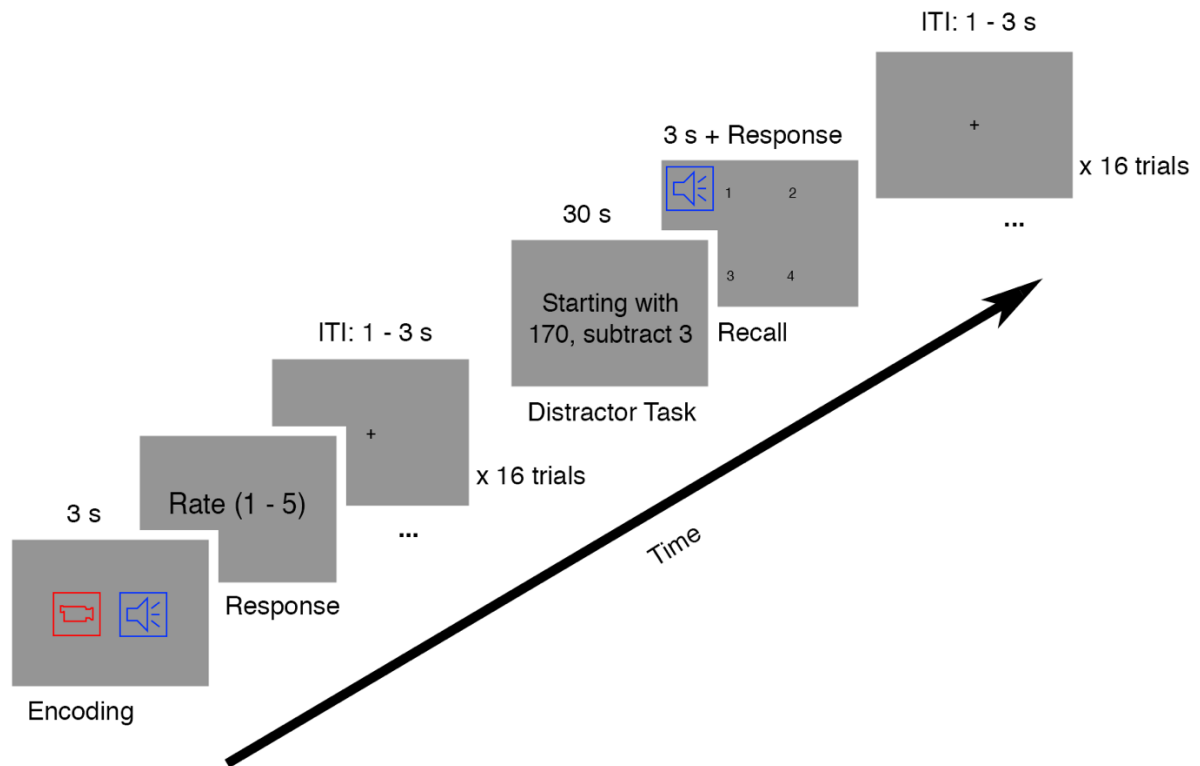 3 s
Encoding
Rate (1 - 5)
Response
ITI: 1 - 3 s
+
x 16 trials
...
30 s
Starting with
170, subtract 3
Distractor Task
3 s + Response
1 2
3 4
Recall
ITI: 1 - 3 s
+
x 16 trials
...
Time